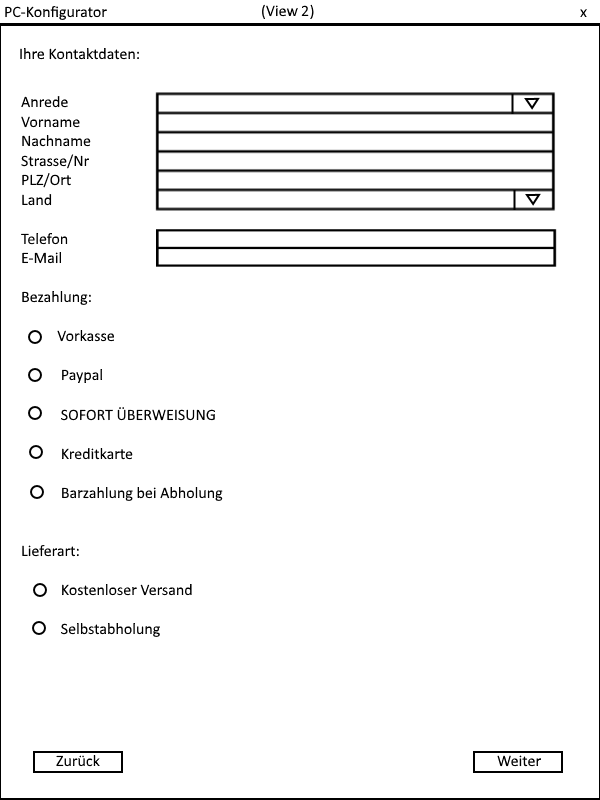 PC-Konfigurator (View 2) x
Ihre Kontaktdaten:
Anrede
Vorname
Nachname
Strasse/Nr
PLZ/Ort
Land
Telefon
E-Mail
Bezahlung:
Vorkasse
Paypal
SOFORT ÜBERWEISUNG
Kreditkarte
Barzahlung bei Abholung
Lieferart:
Kostenloser Versand
Selbstabholung
Zurück Weiter